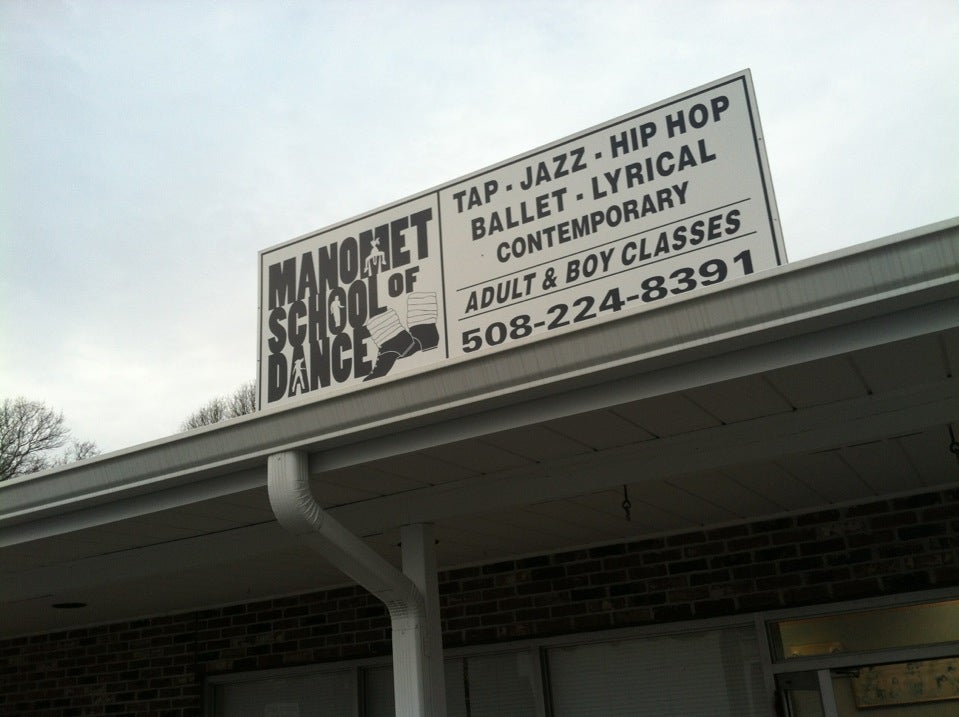 MANOMET
SCHOOL OF
DANCE
TAP - JAZZ - HIP HOP
BALLET - LYRICAL
CONTEMPORARY
ADULT & BOY CLASSES
508-224-8391